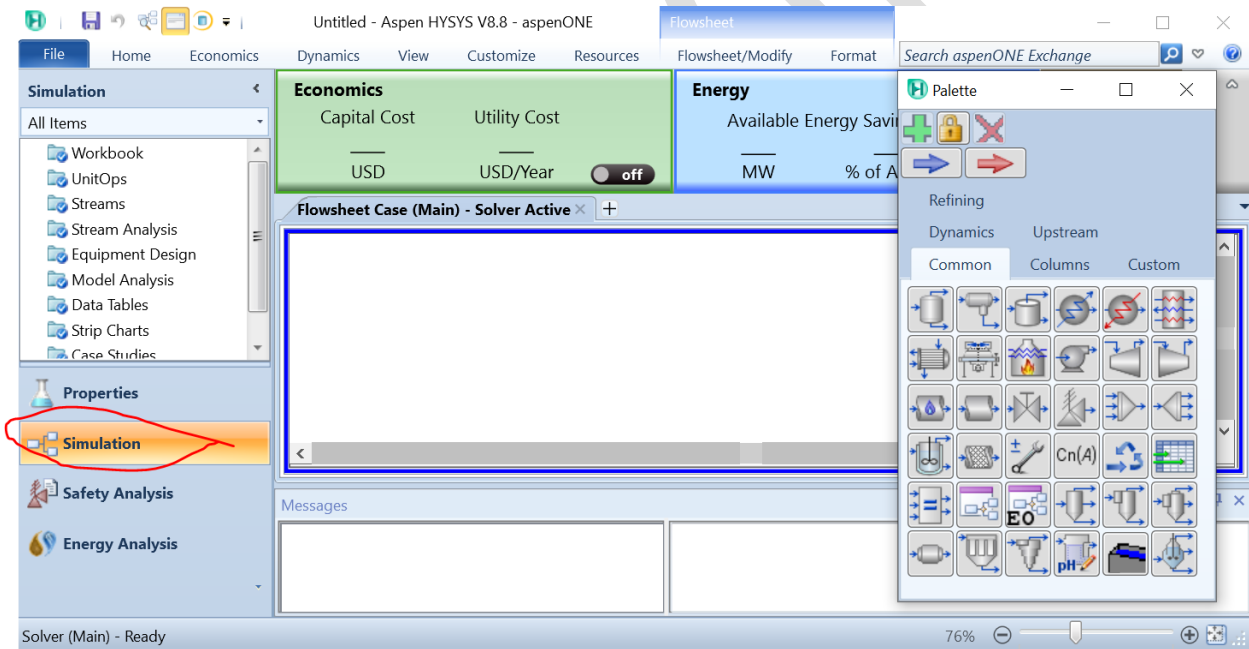 Untitled - Aspen HYSYS V8.8 - aspenONE
Flowsheet
File Home Economics Dynamics View Customize Resources Flowsheet/Modify Format Search aspenONE Exchange
Simulation
All Items
Workbook
UnitOps
Streams
Stream Analysis
Equipment Design
Model Analysis
Data Tables
Strip Charts
Case Studies
Properties
Simulation
Safety Analysis
Energy Analysis
Economics
Capital Cost Utility Cost
USD USD/Year off
Energy
Available Energy Savi
MW % of A
Flowsheet Case (Main) - Solver Active
Messages
Palette
Refining
Dynamics Upstream
Common Columns Custom
Cn(A)
EO
pH
Solver (Main) - Ready
76%